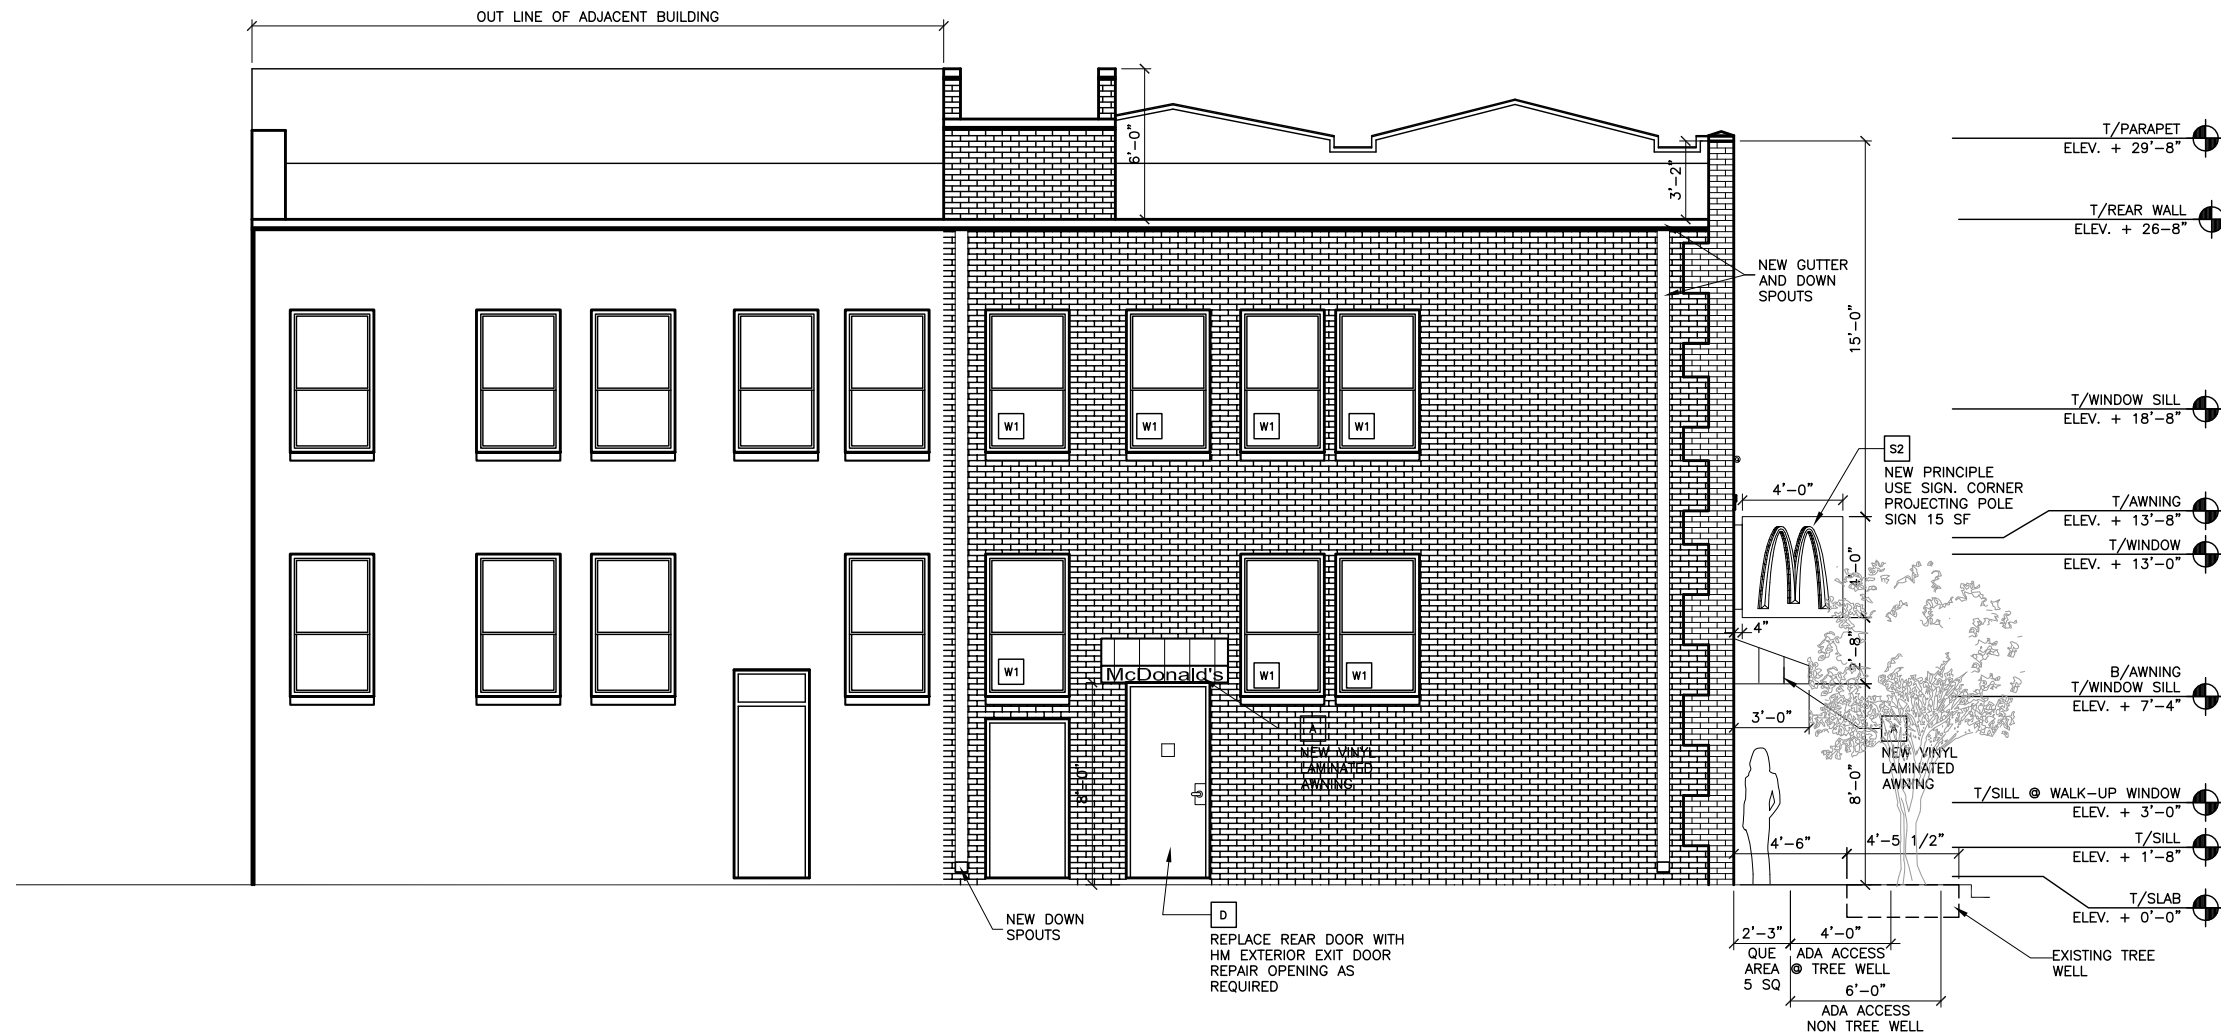 OUT LINE OF ADJACENT BUILDING
6'-0"
3'-2"
T/PARAPET
ELEV. + 29'-8"
T/REAR WALL
ELEV. + 26-8"
NEW GUTTER
AND DOWN
SPOUTS
15'-0"
T/WINDOW SILL
ELEV. + 18'-8"
W1
W1
W1
W1
S2
NEW PRINCIPLE
USE SIGN. CORNER
PROJECTING POLE
SIGN 15 SF
4'-0"
T/AWNING
ELEV. + 13'-8"
T/WINDOW
ELEV. + 13'-0"
4'-0"
4"
2'-8"
W1
McDonald's
W1
W1
B/AWNING
T/WINDOW SILL
ELEV. + 7'-4"
3'-0"
A
NEW VINYL
LAMINATED
AWNING
A
NEW VINYL
LAMINATED
AWNING
8'-0"
8'-0"
T/SILL @ WALK-UP WINDOW
ELEV. + 3'-0"
4'-6"
4'-5 1/2"
T/SILL
ELEV. + 1'-8"
T/SLAB
ELEV. + 0'-0"
NEW DOWN
SPOUTS
D
REPLACE REAR DOOR WITH
HM EXTERIOR EXIT DOOR
REPAIR OPENING AS
REQUIRED
2'-3"
QUE
AREA
5 SQ
4'-0"
ADA ACCESS
@ TREE WELL
6'-0"
ADA ACCESS
NON TREE WELL
EXISTING TREE
WELL